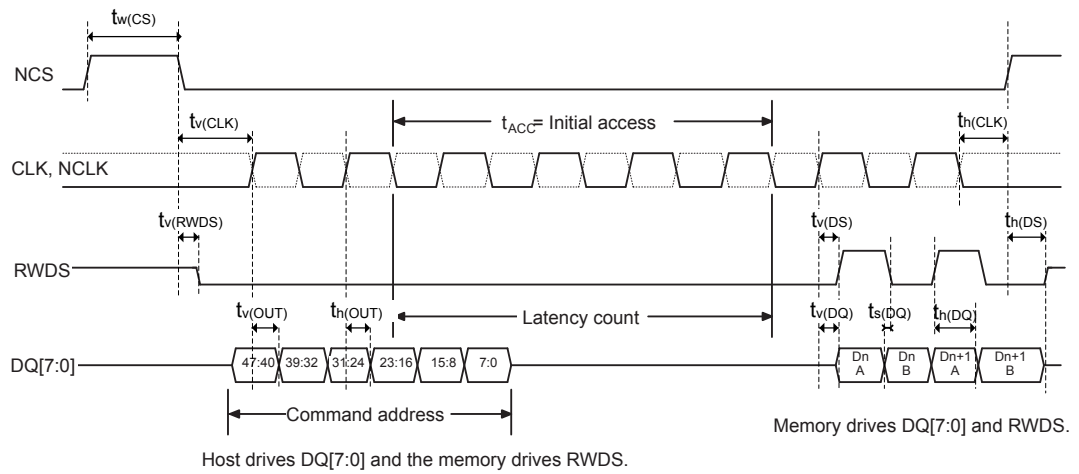 tw(CS)
NCS
tv(CLK)
tACC= Initial access
th(CLK)
CLK, NCLK
tv(RWDS)
tv(DS)
th(DS)
RWDS
tv(OUT)
th(OUT)
Latency count
tv(DQ)
ts(DQ)
th(DQ)
DQ[7:0]
47:40 39:32 31:24 23:16 15:8 7:0
Dn A
Dn B
Dn+1 A
Dn+1 B
Command address
Memory drives DQ[7:0] and RWDS.
Host drives DQ[7:0] and the memory drives RWDS.